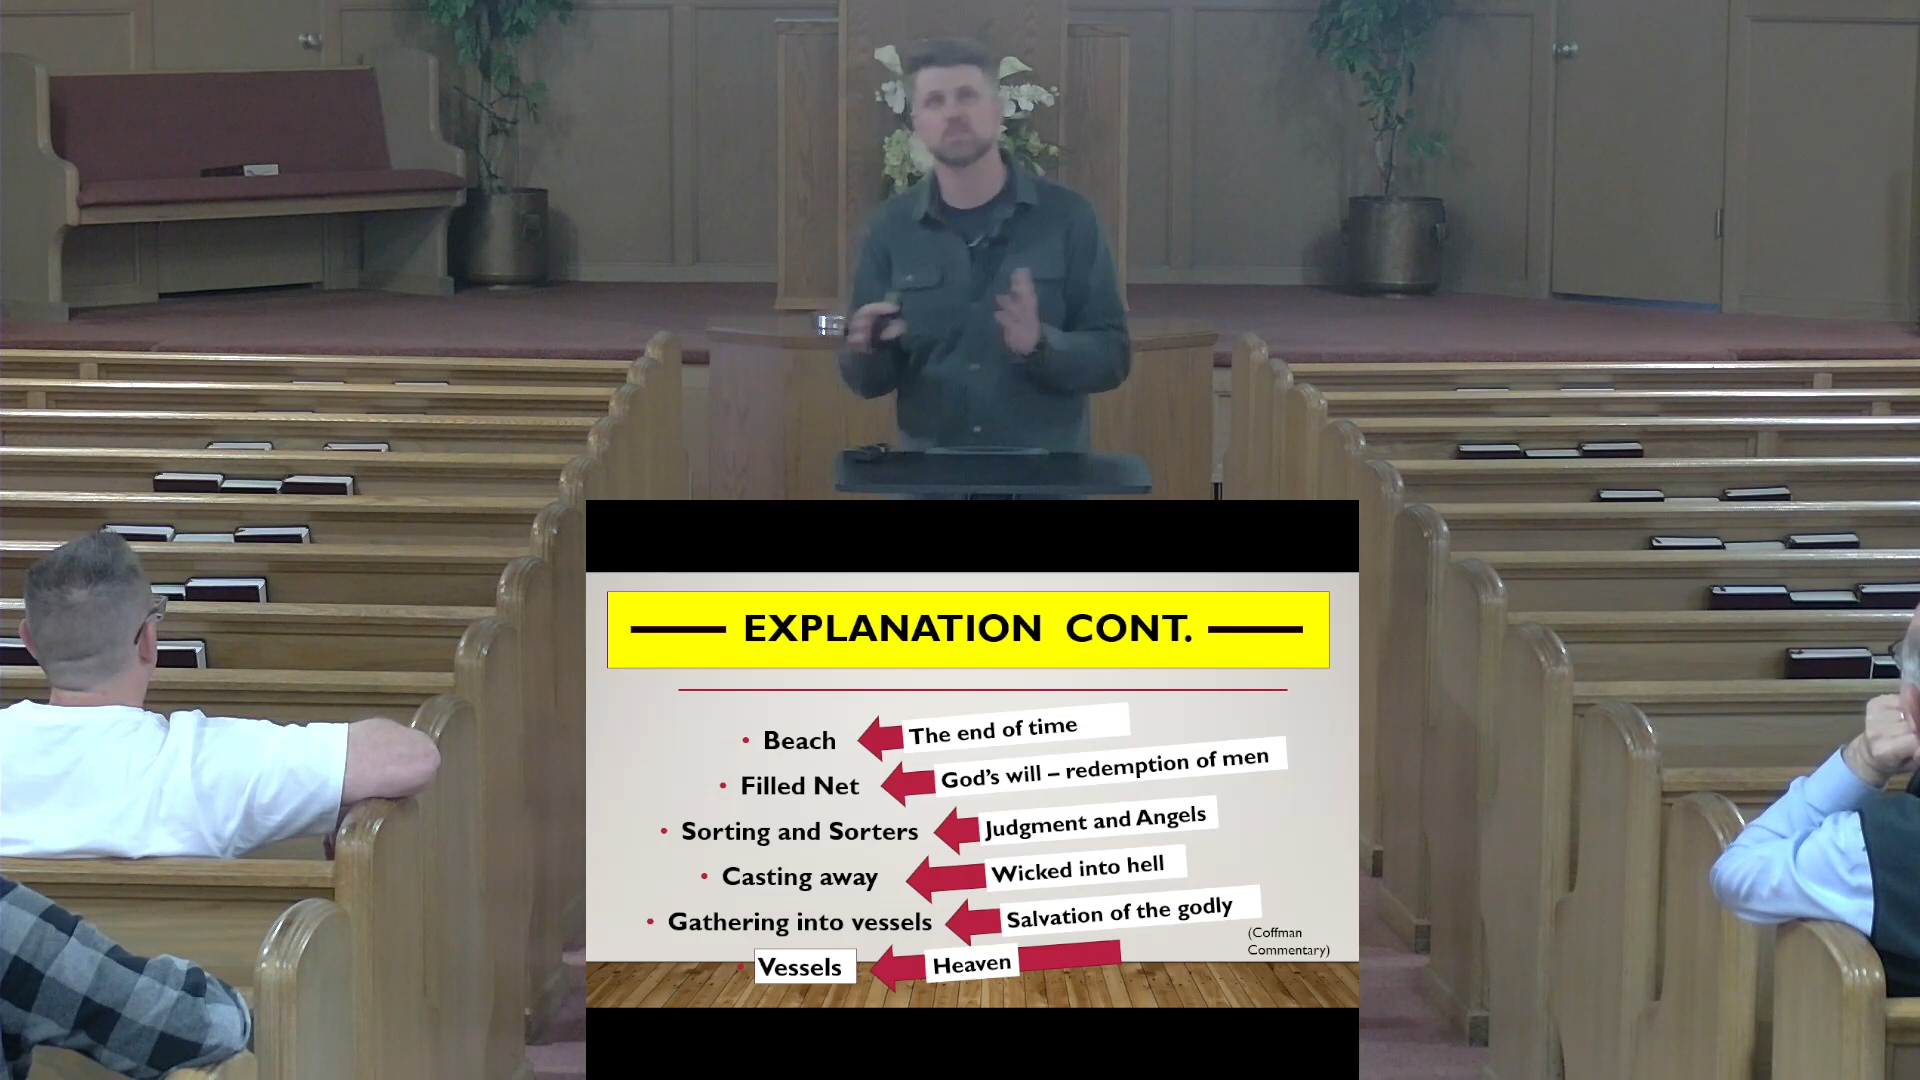 EXPLANATION CONT.
• Beach The end of time
• Filled Net God's will – redemption of men
• Sorting and Sorters Judgment and Angels
• Casting away Wicked into hell
• Gathering into vessels Salvation of the godly
• Vessels Heaven
(Coffman
Commentary)